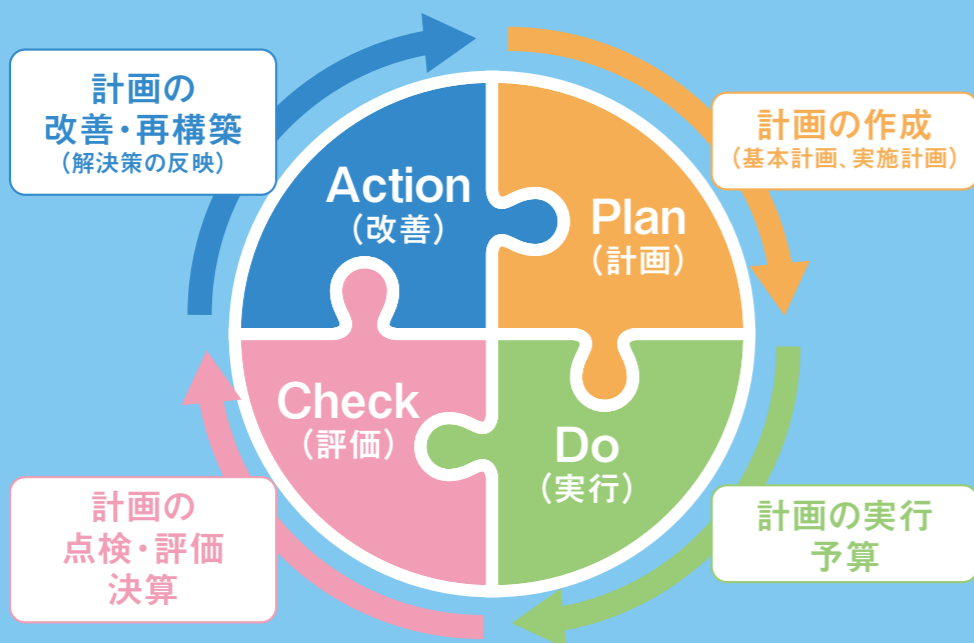 計画の
改善・再構築
(解決策の反映)
計画の作成
(基本計画、実施計画)
Action
(改善)
Plan
(計画)
Check
(評価)
Do
(実行)
計画の
点検・評価
決算
計画の実行
予算